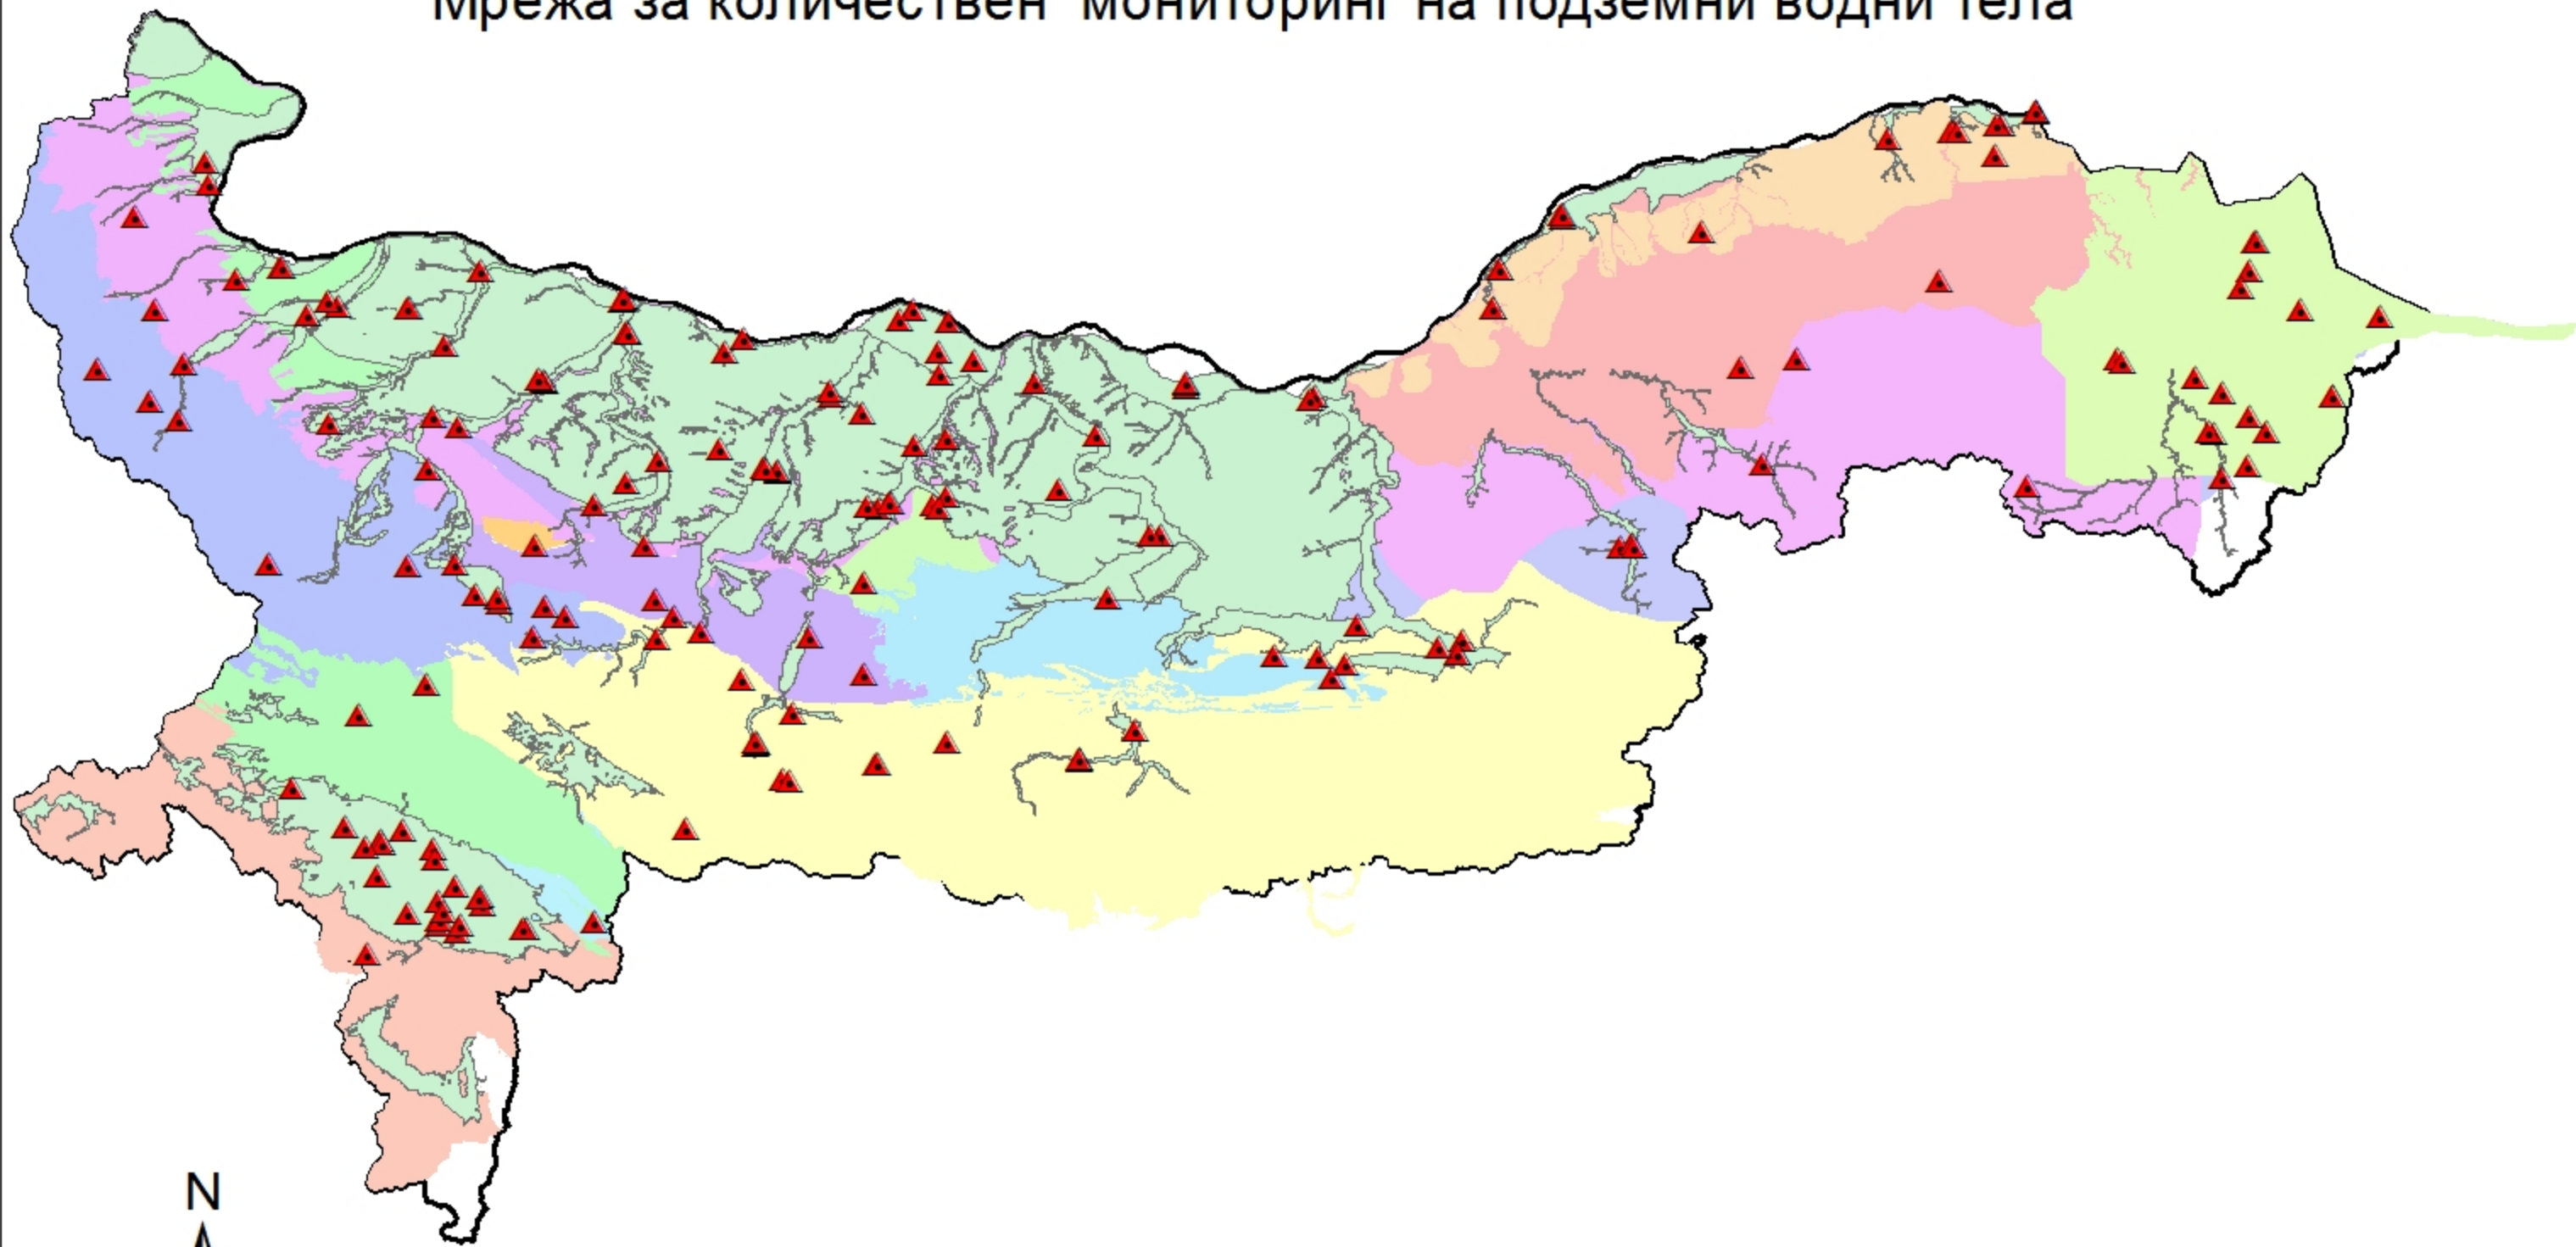 Мрежа за количествен мониторинг на подземни водни тела
N